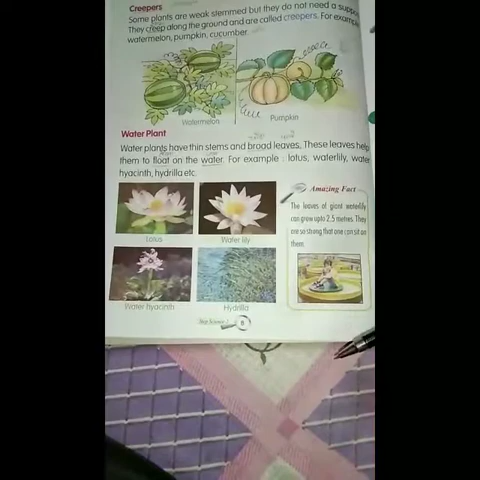 Creepers
Some plants are weak stemmed but they do not need a
They creep along the ground and are called creepers. For
watermelon, pumpkin, cucumber.
Watermelon
Pumpkin
Water Plant
Water plants have thin stems and broad leaves. These leaves help
them to float on the water. For example : lotus, waterlily, water
hyacinth, hydrilla etc.
Lotus
Water lily
Water hyacinth
Hydrilla
Amazing Fact
The leaves of giant waterlily
can grow upto 2.5 metres. They
are so strong that one can sit on
them.
Step Science-2
8